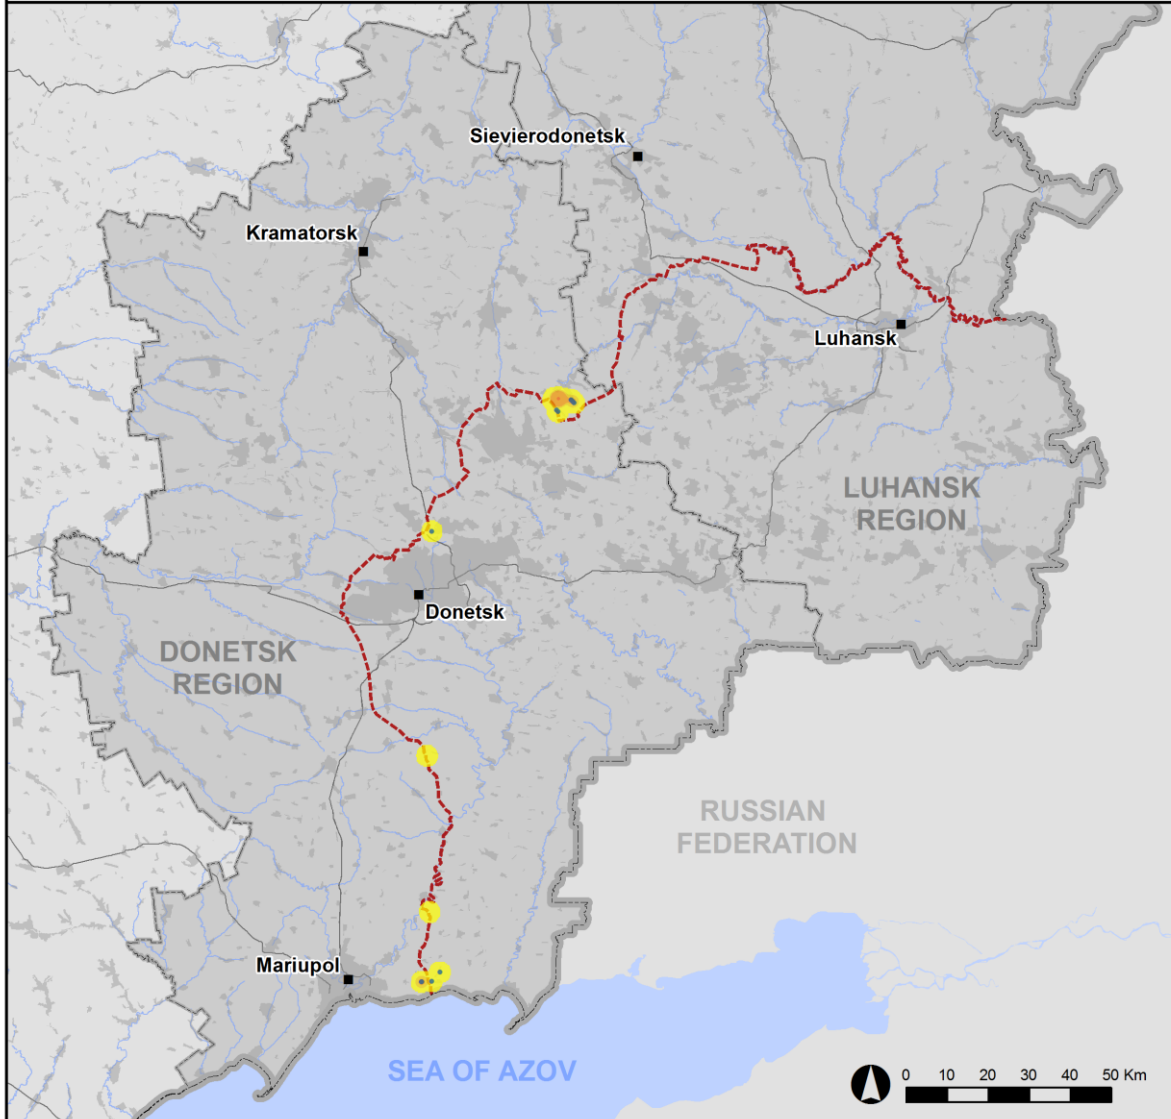 Sievierodonetsk
Kramatorsk
Luhansk
LUHANSK
REGION
Donetsk
DONETSK
REGION
RUSSIAN
FEDERATION
Mariupol
SEA OF AZOV
0 10 20 30 40 50 Km